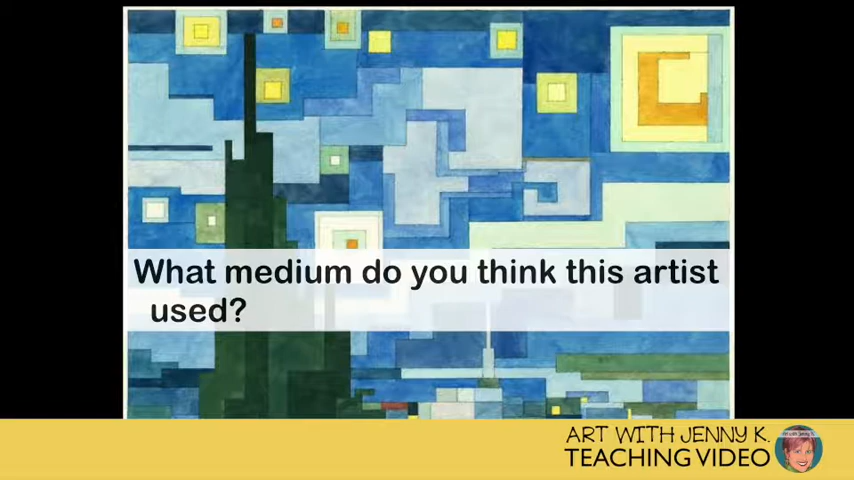 What medium do you think this artist
used?
ART WITH JENNY K.
TEACHING VIDEO